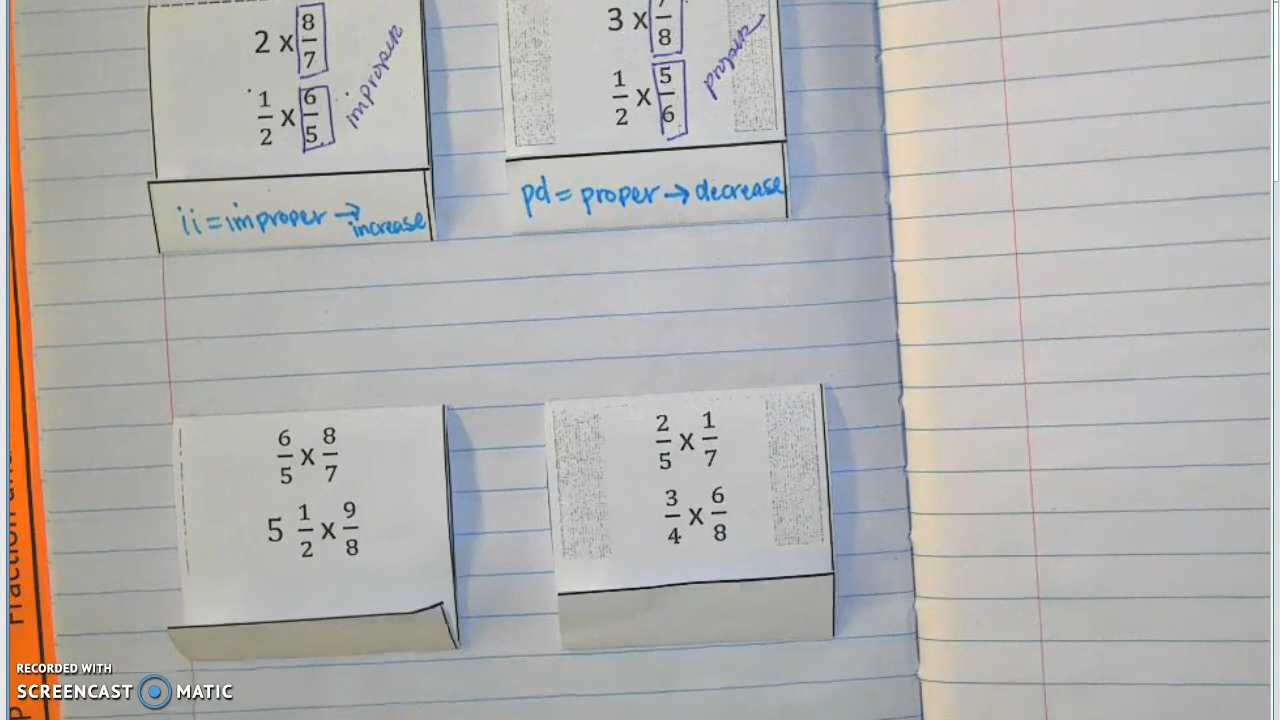 2 x 8/7
improper
1/2 x 6/5
ii = improper → increase
3 x 7/8
proper
1/2 x 5/6
pd = proper → decrease
6/5 x 8/7
5 1/2 x 9/8
2/5 x 1/7
3/4 x 6/8
Fraction
RECORDED WITH
SCREENCAST MATIC